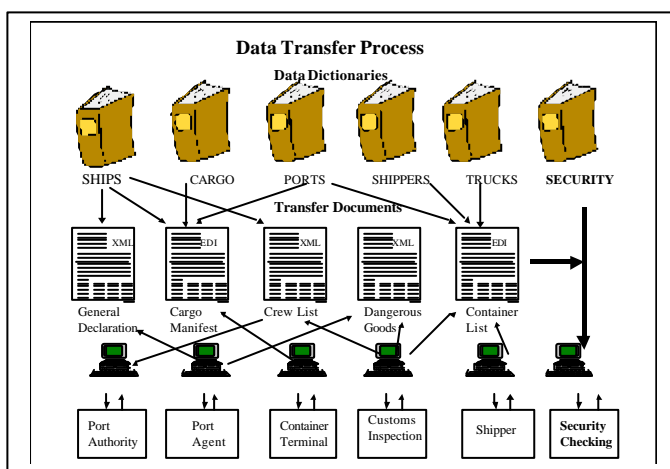 Data Transfer Process
Data Dictionaries
SHIPS CARGO PORTS SHIPPERS TRUCKS SECURITY
Transfer Documents
XML EDI XML XML EDI
General Declaration
Cargo Manifest
Crew List
Dangerous Goods
Container List
Port Authority
Port Agent
Container Terminal
Customs Inspection
Shipper
Security Checking